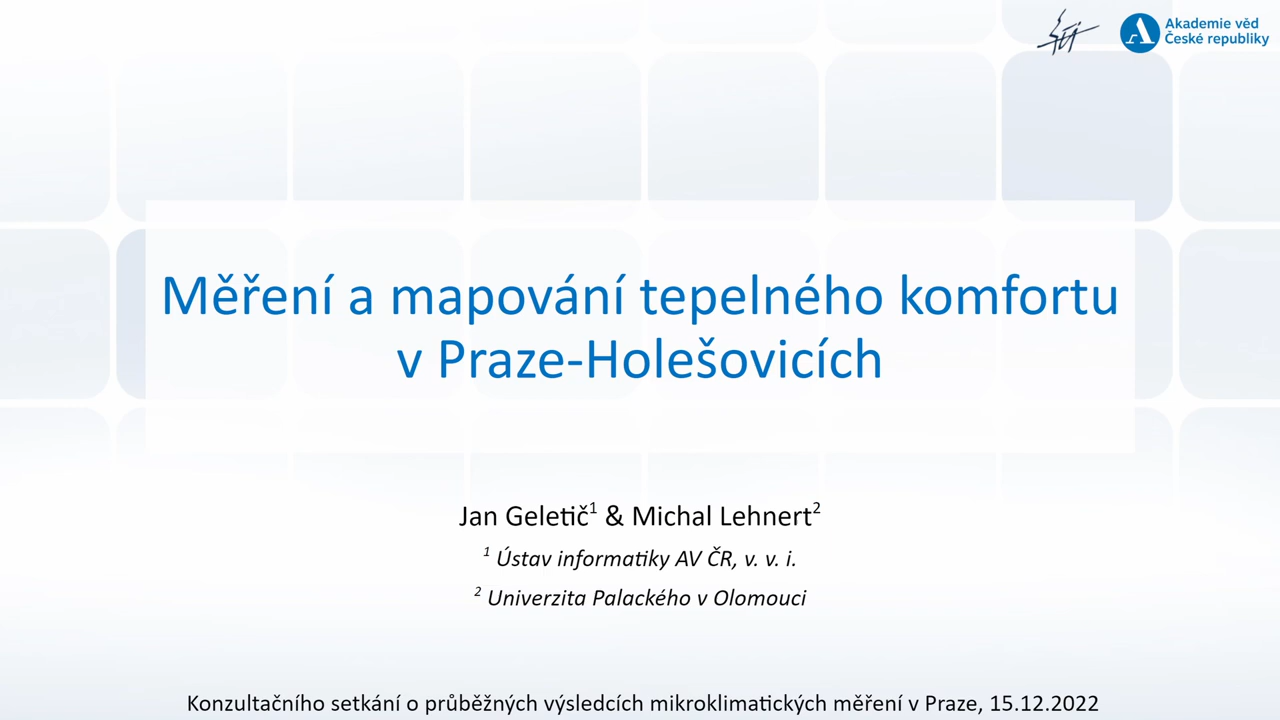 Akademie věd
České republiky
Měření a mapování tepelného komfortu
v Praze-Holešovicích
Jan Geletič¹ & Michal Lehnert²
¹ Ústav informatiky AV ČR, v. v. i.
² Univerzita Palackého v Olomouci
Konzultačního setkání o průběžných výsledcích mikroklimatických měření v Praze, 15.12.2022